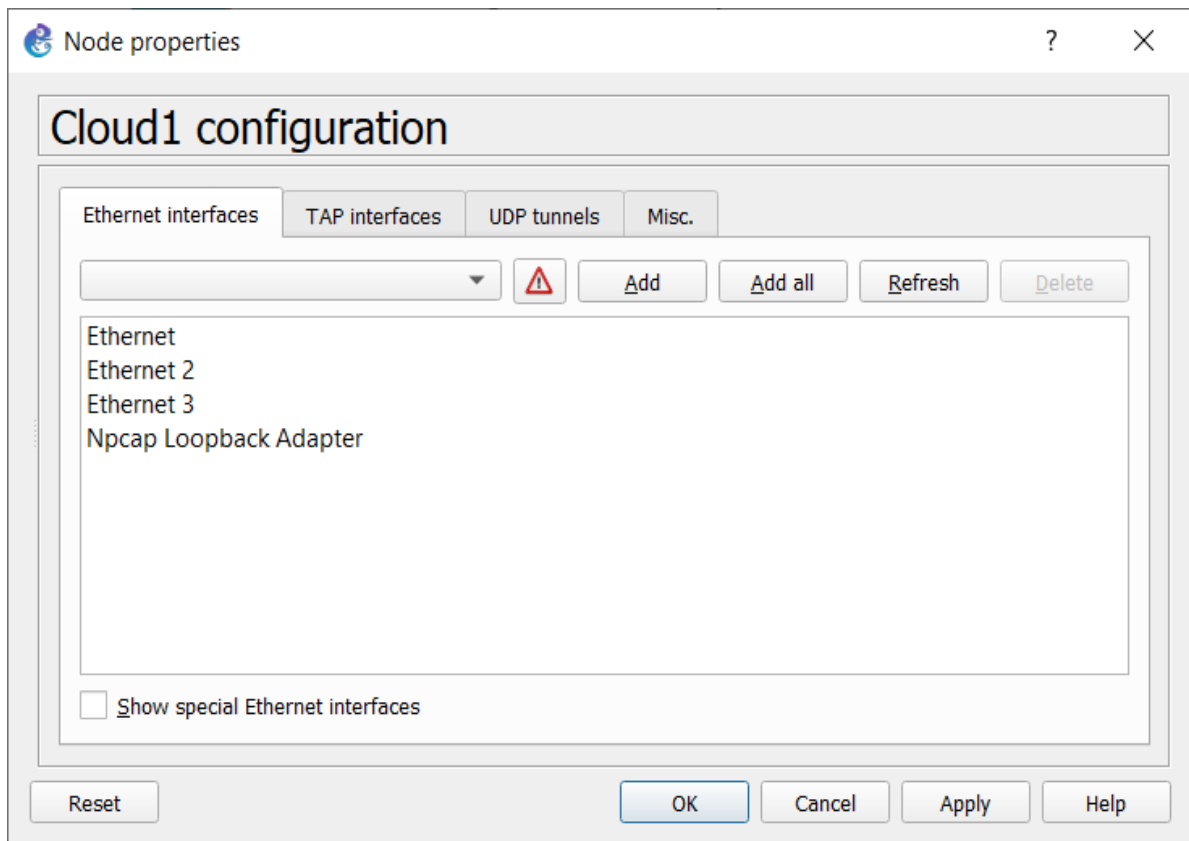 Node properties
?
Cloud1 configuration
Ethernet interfaces TAP interfaces UDP tunnels Misc.
Add Add all Refresh Delete
Ethernet
Ethernet 2
Ethernet 3
Npcap Loopback Adapter
Show special Ethernet interfaces
Reset OK Cancel Apply Help